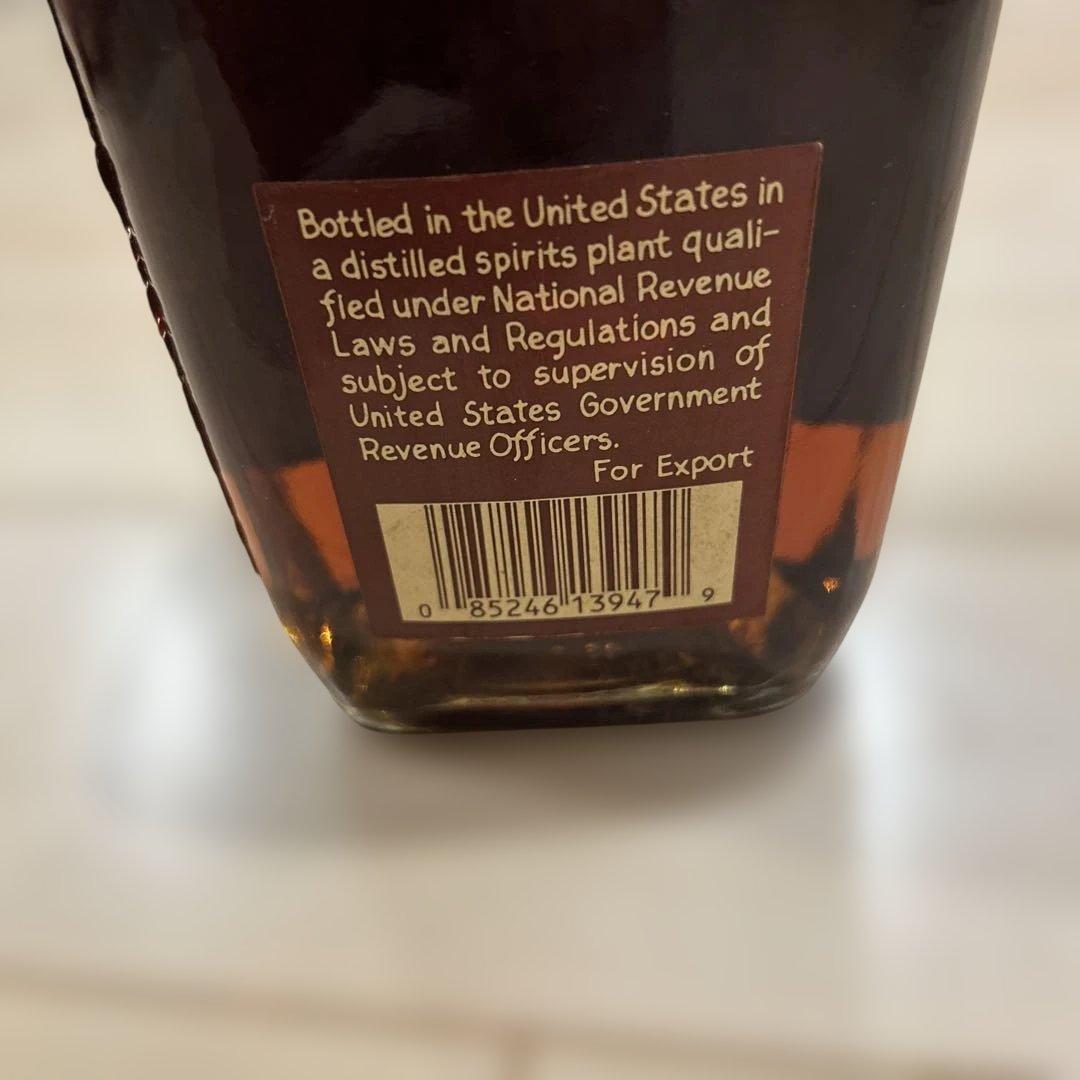 Bottled in the United States in
a distilled spirits plant quali-
fied under National Revenue
Laws and Regulations and
subject to supervision of
United States Government
Revenue Officers.
For Export
0 85246 13947 9